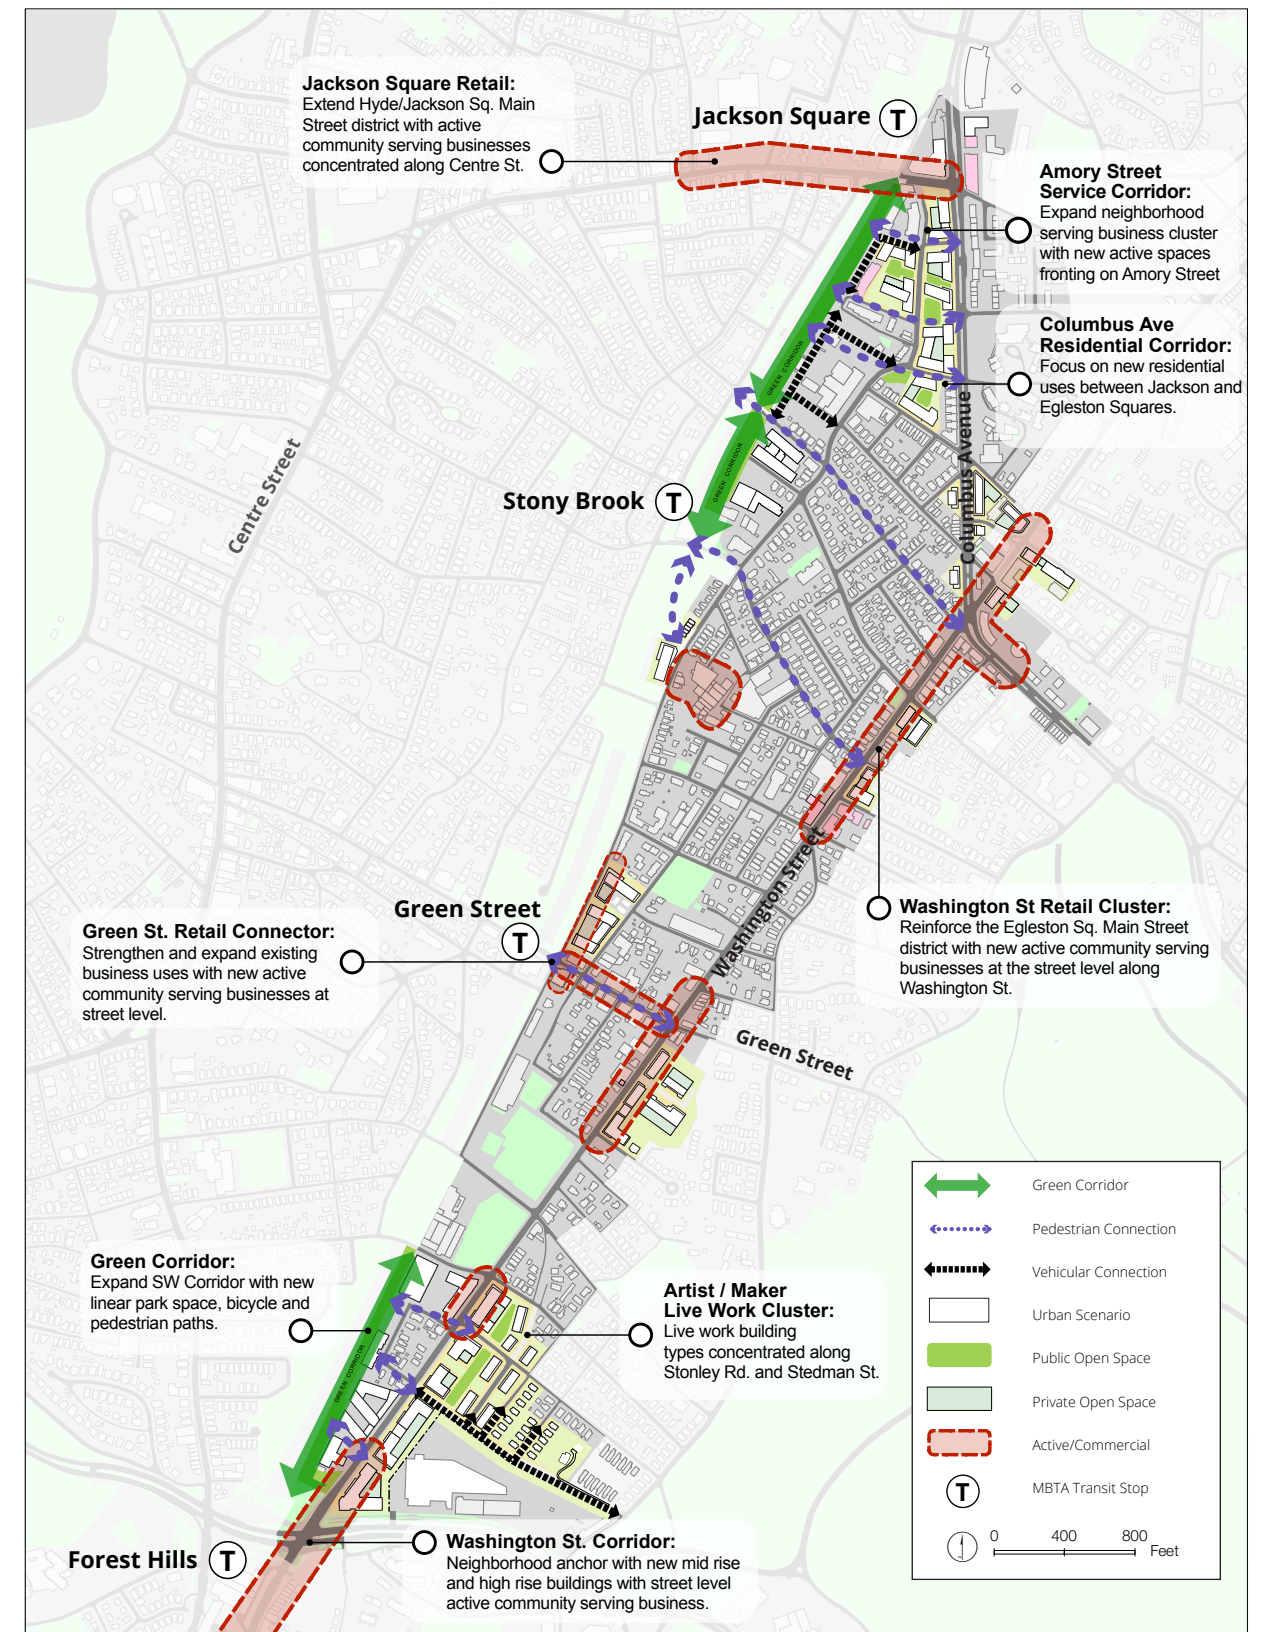 Jackson Square Retail:
Extend Hyde/Jackson Sq. Main
Street district with active
community serving businesses
concentrated along Centre St.
Jackson Square
T
Amory Street
Service Corridor:
Expand neighborhood
serving business cluster
with new active spaces
fronting on Amory Street
Columbus Ave
Residential Corridor:
Focus on new residential
uses between Jackson and
Egleston Squares.
GREEN CORRIDOR
GREEN CORRIDOR
Columbus Avenue
Centre Street
Stony Brook
T
Washington Street
Green Street
T
Green St. Retail Connector:
Strengthen and expand existing
business uses with new active
community serving businesses at
street level.
Washington St Retail Cluster:
Reinforce the Egleston Sq. Main Street
district with new active community serving
businesses at the street level along
Washington St.
Green Street
Green Corridor:
Expand SW Corridor with new
linear park space, bicycle and
pedestrian paths.
GREEN CORRIDOR
Artist / Maker
Live Work Cluster:
Live work building
types concentrated along
Stonley Rd. and Stedman St.
Forest Hills
T
Washington St. Corridor:
Neighborhood anchor with new mid rise
and high rise buildings with street level
active community serving business.
Green Corridor
Pedestrian Connection
Vehicular Connection
Urban Scenario
Public Open Space
Private Open Space
Active/Commercial
T
MBTA Transit Stop
0 400 800
Feet